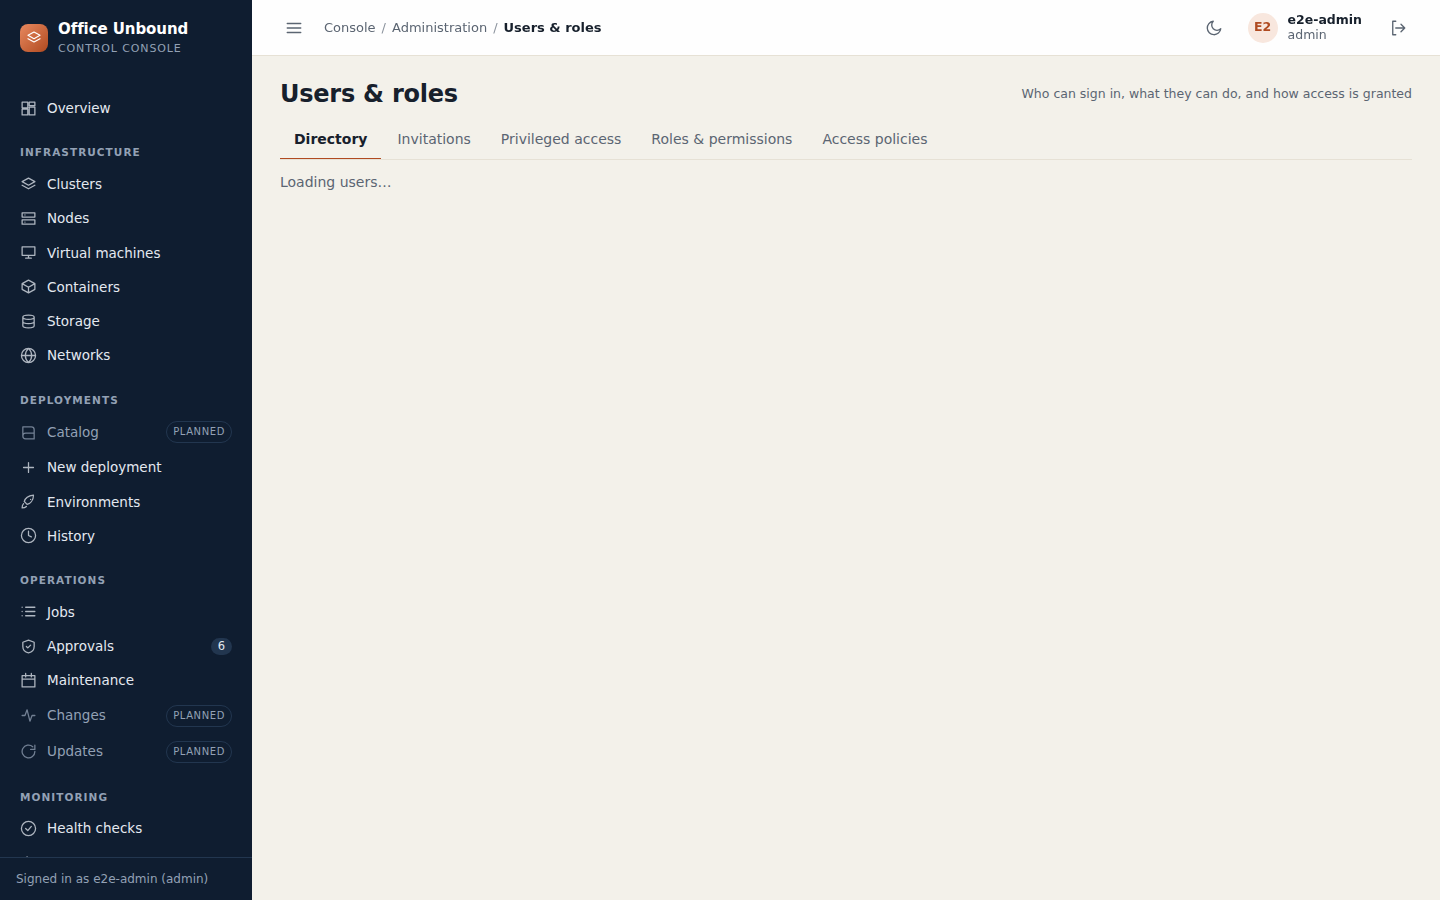 Office Unbound
CONTROL CONSOLE
Overview
INFRASTRUCTURE
Clusters
Nodes
Virtual machines
Containers
Storage
Networks
DEPLOYMENTS
Catalog PLANNED
New deployment
Environments
History
OPERATIONS
Jobs
Approvals 6
Maintenance
Changes PLANNED
Updates PLANNED
MONITORING
Health checks
Signed in as e2e-admin (admin)
Console / Administration / Users & roles
E2 e2e-admin
admin
Users & roles
Who can sign in, what they can do, and how access is granted
Directory Invitations Privileged access Roles & permissions Access policies
Loading users...